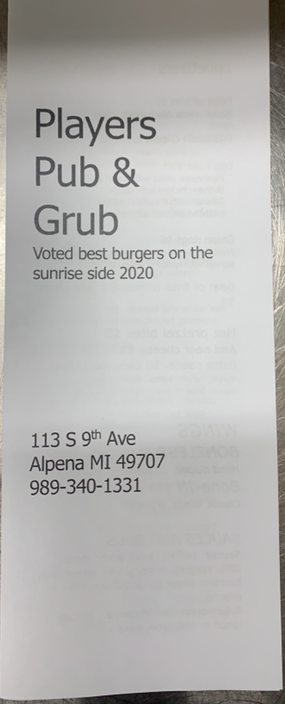 Players
Pub &
Grub
Voted best burgers on the
sunrise side 2020
113 S 9th Ave
Alpena MI 49707
989-340-1331